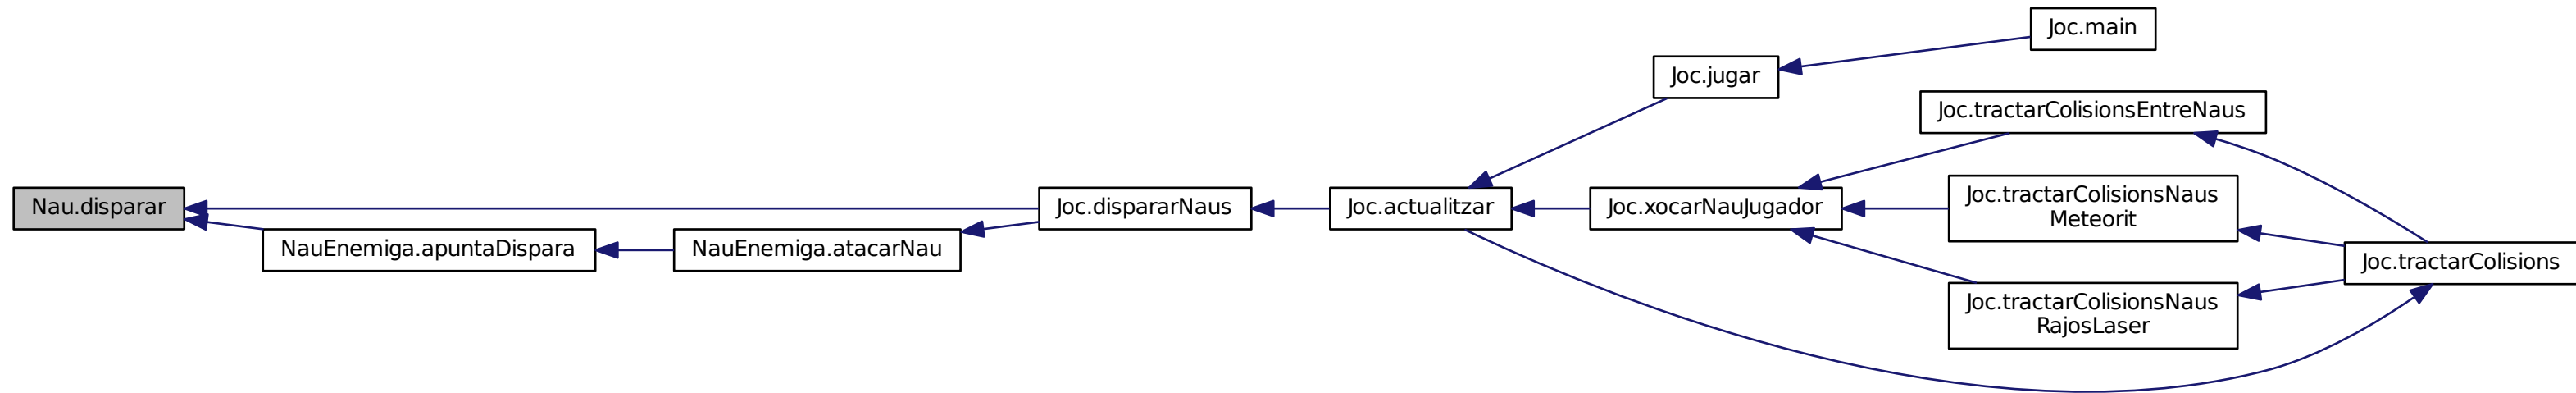 Joc.main
Joc.jugar
Joc.tractarColisionsEntreNaus
Nau.disparar
Joc.dispararNaus
Joc.actualitzar
Joc.xocarNauJugador
Joc.tractarColisionsNaus
Meteorit
NauEnemiga.apuntaDispara
NauEnemiga.atacarNau
Joc.tractarColisions
Joc.tractarColisionsNaus
RajosLaser